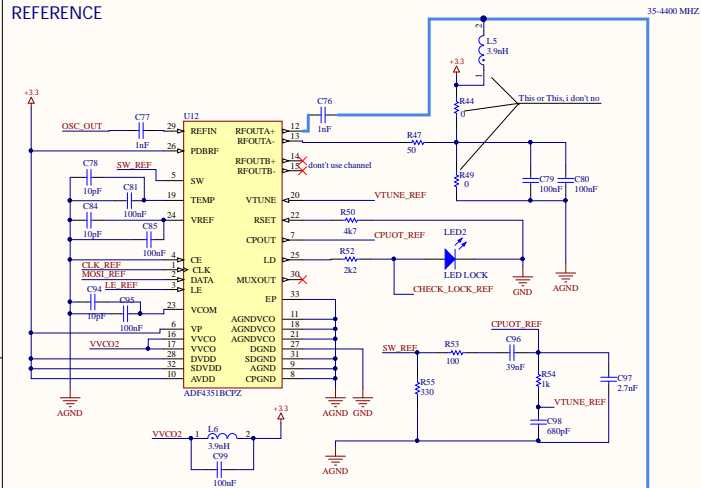 REFERENCE
35-4400 MHZ
2
L5
3.9nH
1
+3.3
+3.3
R44
0
This or This, i don't no
C76
1nF
C77
1nF
OSC_OUT
U12
29
REFIN
RFOUTA+
12
RFOUTA-
13
R47
50
26
PDBRF
RFOUTB+
14
RFOUTB-
15
dont't use channel
R49
0
C79
100nF
C80
100nF
C78
10pF
SW_REF
5
SW
C81
100nF
19
TEMP
VTUNE
20
VTUNE_REF
C84
10pF
24
VREF
RSET
22
R50
4k7
C85
100nF
CPOUT
7
CPUOT_REF
LED2
LED LOCK
4
CE
LD
25
R52
2k2
CLK_REF
1
CLK
MOSI_REF
2
DATA
MUXOUT
30
LE_REF
3
LE
CHECK_LOCK_REF
GND
AGND
C94
10pF
C95
100nF
23
VCOM
EP
33
6
VP
AGNDVCO
11
16
VVCO
AGNDVCO
18
VVCO2
17
VVCO
AGNDVCO
21
28
DVDD
DGND
27
32
SDVDD
SDGND
31
10
AVDD
AGND
9
CPGND
8
ADF4351BCPZ
AGND
AGND
GND
CPUOT_REF
SW_REF
R53
100
C96
39nF
R54
1k
C97
2.7nF
R55
330
VTUNE_REF
C98
680pF
AGND
+3.3
VVCO2
1
L6
2
3.9nH
C99
100nF